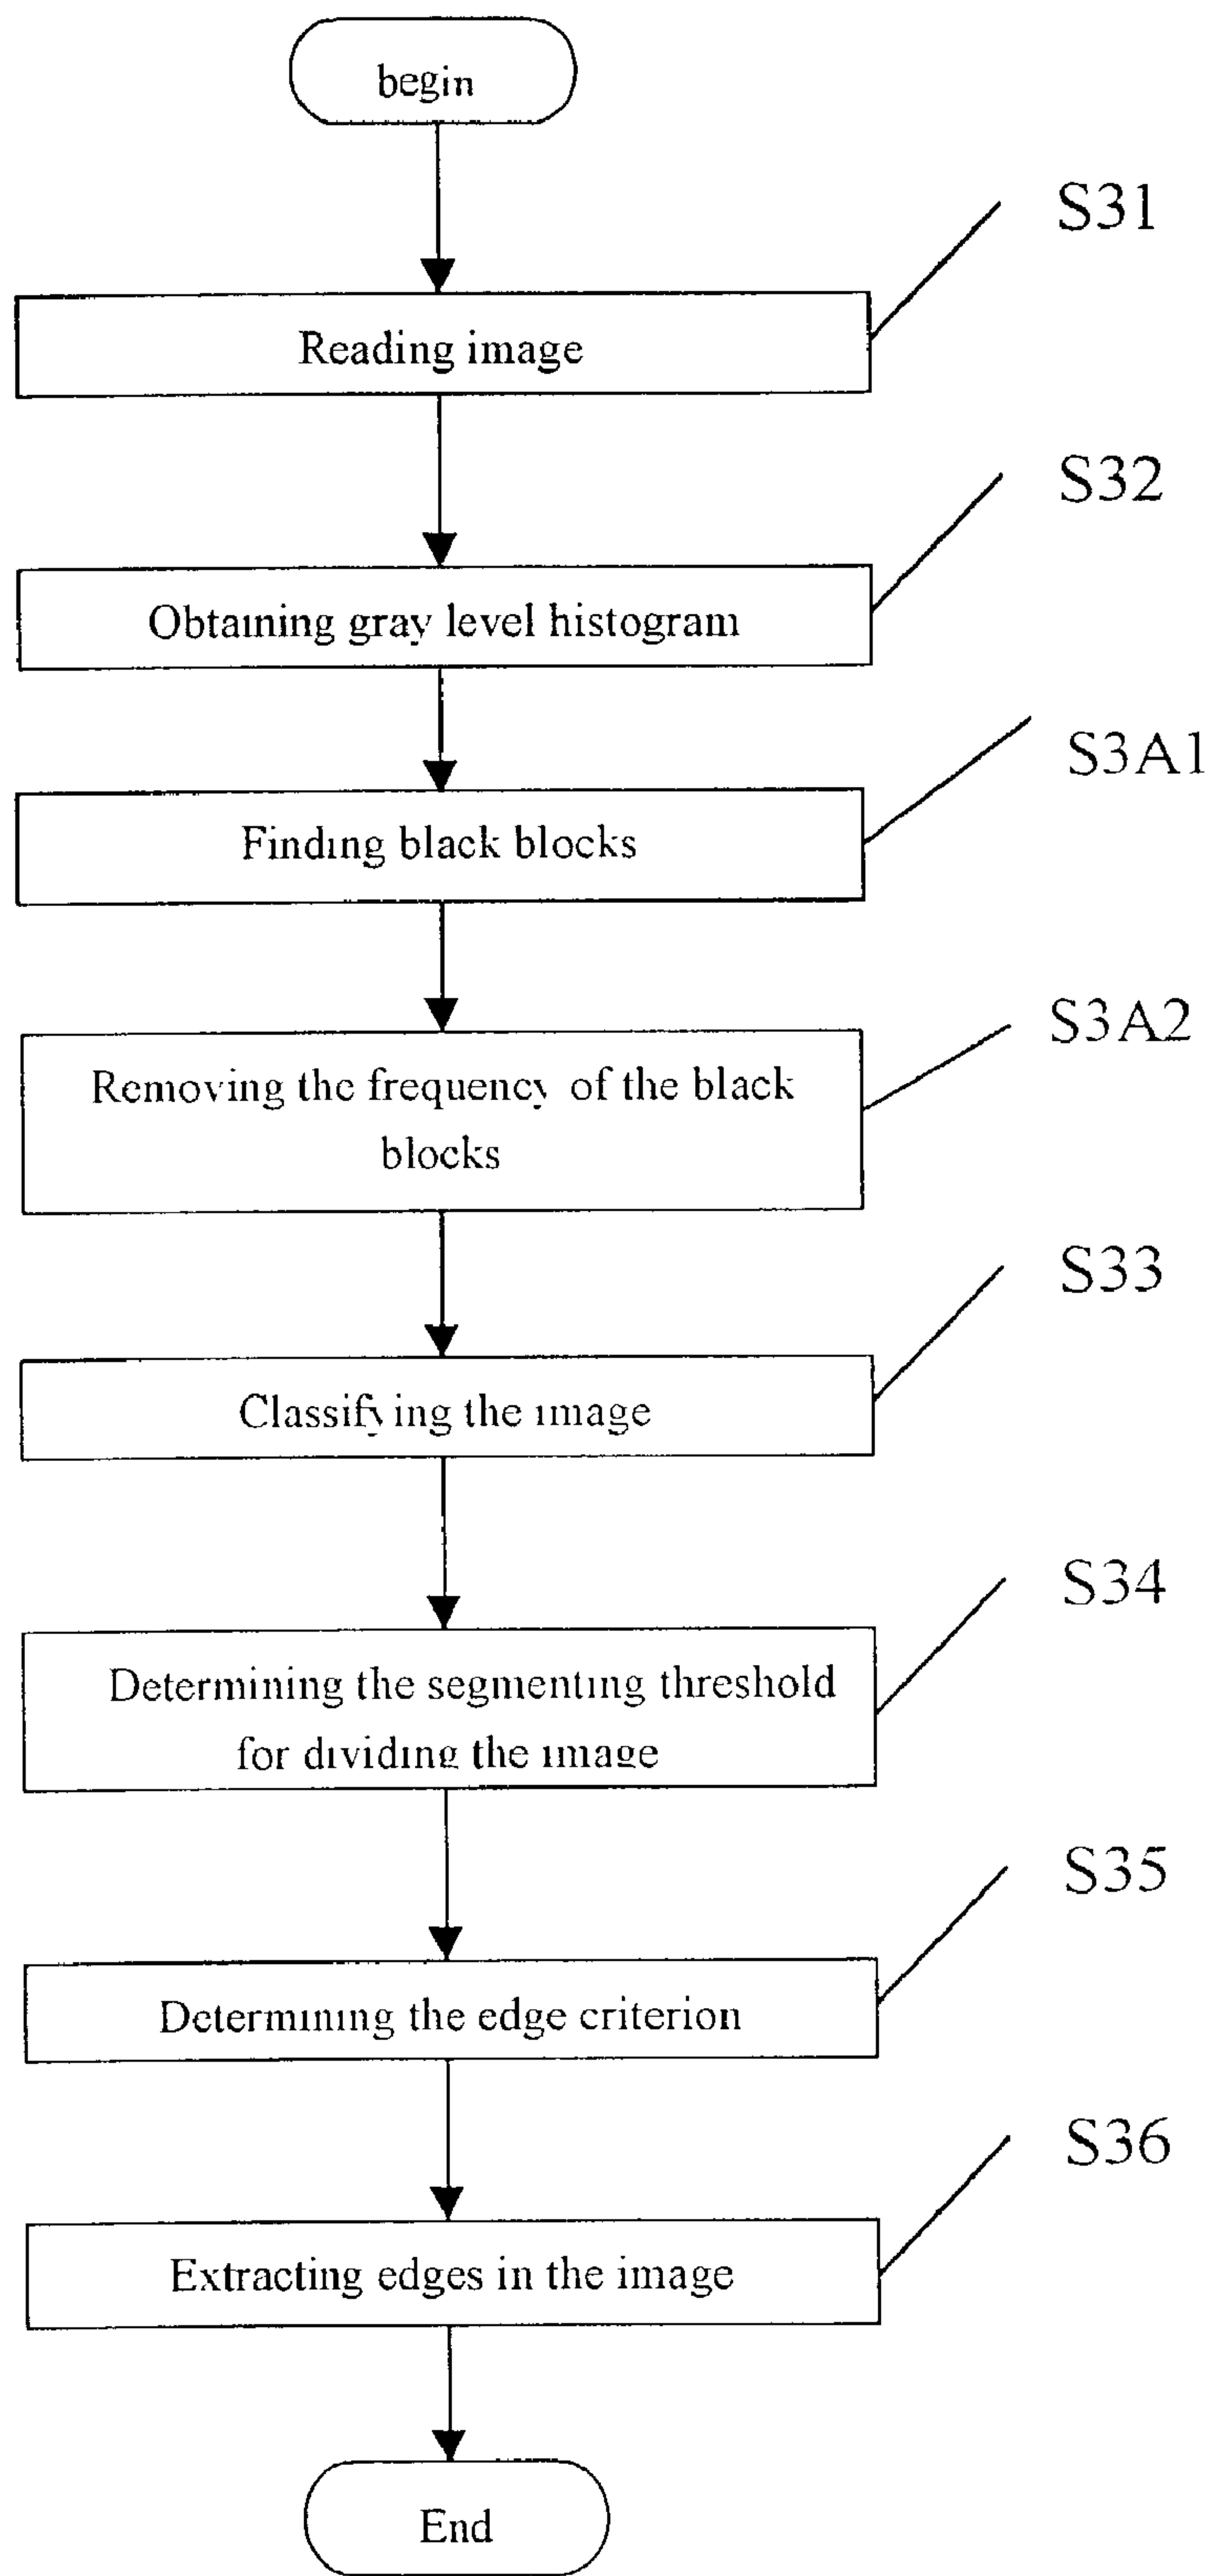 begin
S31
Reading image
S32
Obtaining gray level histogram
S3A1
Finding black blocks
S3A2
Removing the frequency of the black
blocks
S33
Classifying the image
S34
Determining the segmenting threshold
for dividing the image
S35
Determining the edge criterion
S36
Extracting edges in the image
End